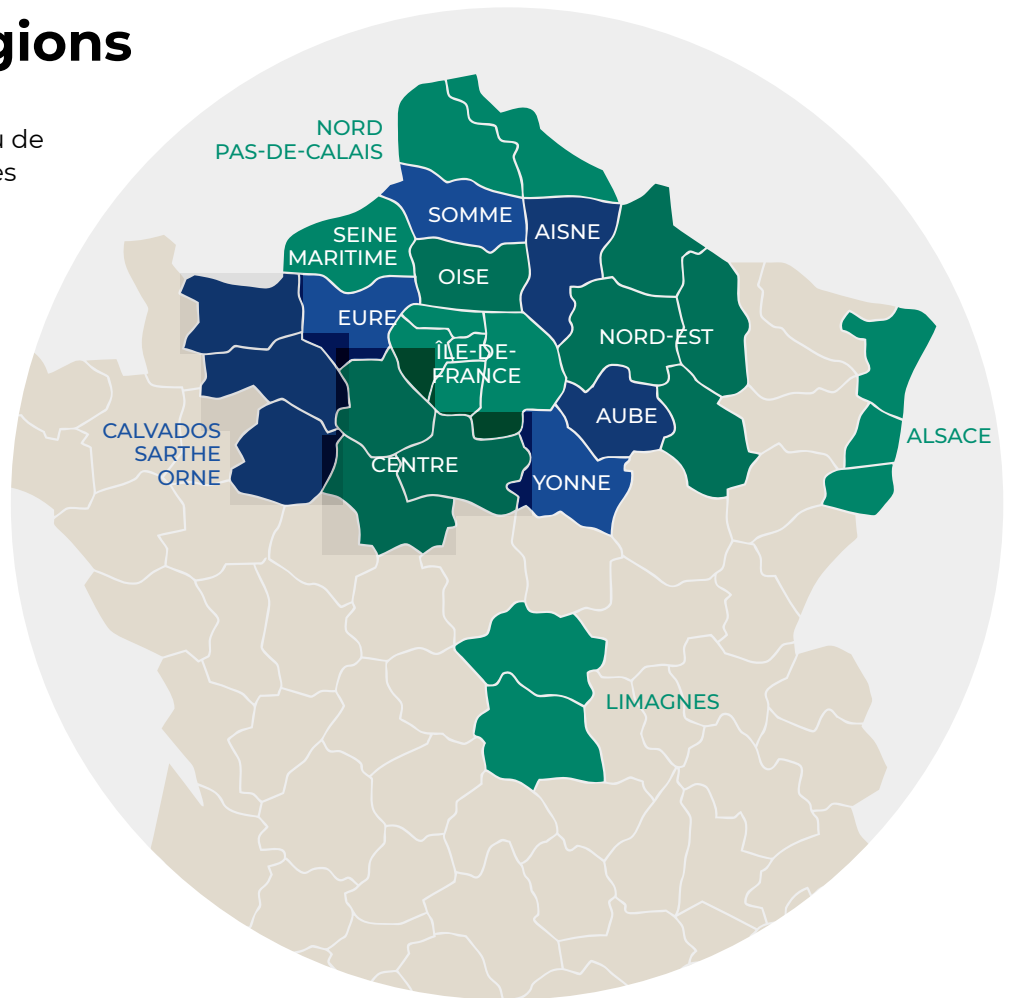 gions
u de
es
NORD
PAS-DE-CALAIS
SOMME
AISNE
SEINE
MARITIME
OISE
EURE
NORD-EST
ÎLE-DE-
FRANCE
AUBE
CALVADOS
SARTHE
ORNE
CENTRE
YONNE
ALSACE
LIMAGNES